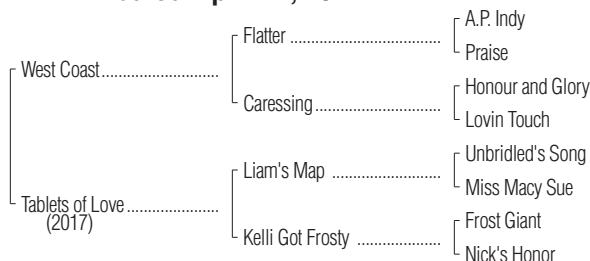 A.P. Indy
Flatter
Praise
West Coast
Honour and Glory
Caressing
Lovin Touch
Unbridled's Song
Liam's Map
Miss Macy Sue
Tablets of Love
(2017)
Frost Giant
Kelli Got Frosty
Nick's Honor